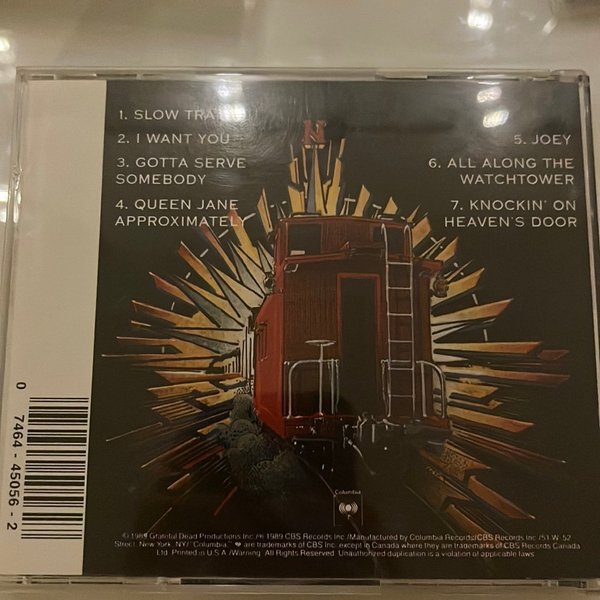 1. SLOW TRAIN
2. I WANT YOU
3. GOTTA SERVE
SOMEBODY
4. QUEEN JANE
APPROXIMATELY
N
5. JOEY
6. ALL ALONG THE
WATCHTOWER
7. KNOCKIN' ON
HEAVEN'S DOOR
0 7464-45056-2
Columbia
© 1989 Grateful Dead Productions Inc./℗ 1989 CBS Records Inc./Manufactured by Columbia Records/CBS Records Inc./51 W. 52
Street, New York, NY/"Columbia," are trademarks of CBS Inc. except in Canada where they are trademarks of CBS Records Canada
Ltd. Printed in U.S.A./Warning: All Rights Reserved. Unauthorized duplication is a violation of applicable laws.